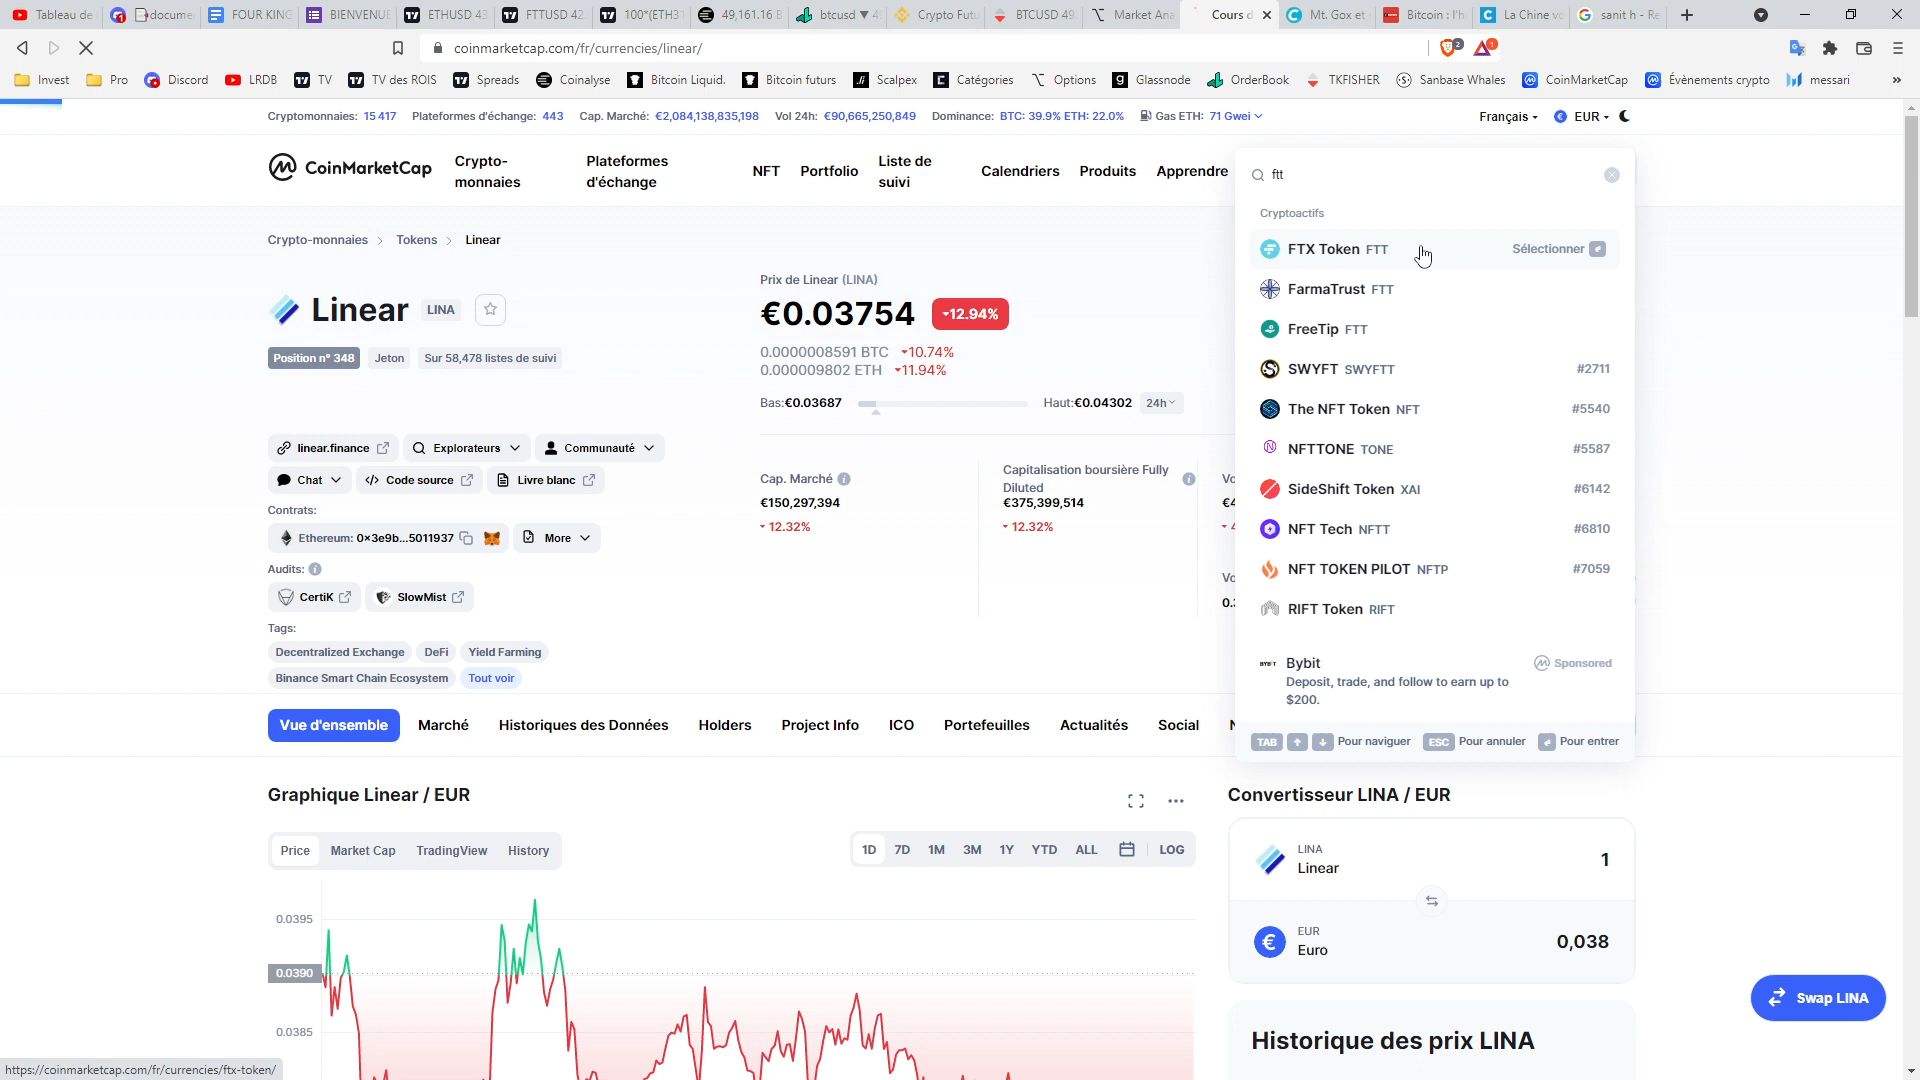 Tableau de
docume
FOUR KING
BIENVENUE
ETHUSD 43
FTTUSD 42
100*(ETH31
49,161.16 B
btcusd ▼ 4
Crypto Futu
BTCUSD 49.
Market Ana
Cours d
Mt. Gox et
Bitcoin : l'h
La Chine vo
sanit h - Re
coinmarketcap.com/fr/currencies/linear/
2
1
Invest
Pro
Discord
LRDB
TV
TV des ROIS
Spreads
Coinalyse
Bitcoin Liquid.
Bitcoin futurs
Scalpex
Catégories
Options
Glassnode
OrderBook
TKFISHER
Sanbase Whales
CoinMarketCap
Évènements crypto
messari
»
Cryptomonnaies: 15 417 Plateformes d'échange: 443 Cap. Marché: €2,084,138,835,198 Vol 24h: €90,665,250,849 Dominance: BTC: 39.9% ETH: 22.0% Gas ETH: 71 Gwei
Français
EUR
CoinMarketCap
Crypto-
monnaies
Plateformes
d'échange
NFT
Portfolio
Liste de
suivi
Calendriers
Produits
Apprendre
ftt
Cryptoactifs
FTX Token FTT
Sélectionner
FarmaTrust FTT
FreeTip FTT
SWYFT SWYFTT #2711
The NFT Token NFT #5540
NFTTONE TONE #5587
SideShift Token XAI #6142
NFT Tech NFTT #6810
NFT TOKEN PILOT NFTP #7059
RIFT Token RIFT
Bybit
Sponsored
Deposit, trade, and follow to earn up to
$200.
TAB Pour naviguer ESC Pour annuler Pour entrer
Crypto-monnaies > Tokens > Linear
Linear LINA
Position n° 348
Jeton
Sur 58,478 listes de suivi
Prix de Linear (LINA)
€0.03754
12.94%
0.0000008591 BTC 10.74%
0.000009802 ETH 11.94%
Bas:€0.03687
Haut:€0.04302
24h
linear.finance
Explorateurs
Communauté
Chat
Code source
Livre blanc
Contrats:
Ethereum: 0x3e9b...5011937
More
Audits:
CertiK
SlowMist
Tags:
Decentralized Exchange
DeFi
Yield Farming
Binance Smart Chain Ecosystem
Tout voir
Cap. Marché
€150,297,394
12.32%
Capitalisation boursière Fully
Diluted
€375,399,514
12.32%
Vue d'ensemble
Marché
Historiques des Données
Holders
Project Info
ICO
Portefeuilles
Actualités
Social
Graphique Linear / EUR
Price
Market Cap
TradingView
History
1D
7D
1M
3M
1Y
YTD
ALL
LOG
0.0395
0.0390
0.0385
Convertisseur LINA / EUR
LINA
Linear
1
EUR
Euro
0,038
Swap LINA
Historique des prix LINA
https://coinmarketcap.com/fr/currencies/ftx-token/